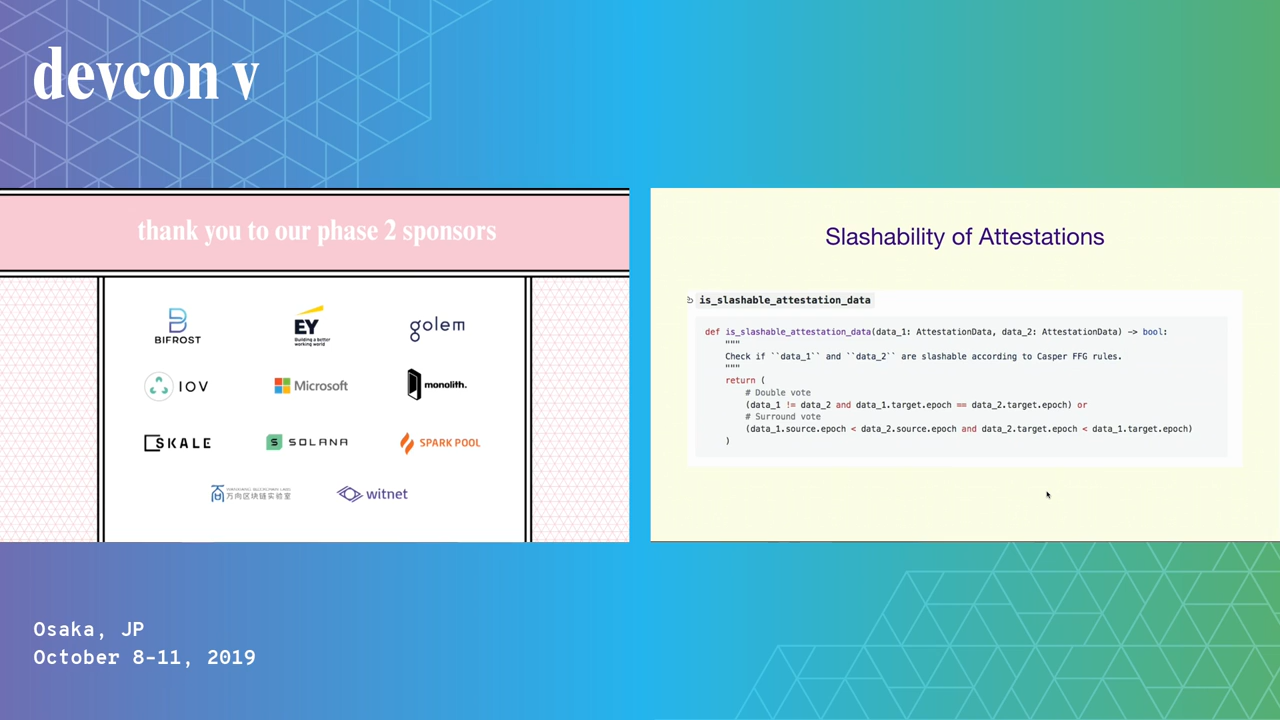 devcon v
thank you to our phase 2 sponsors
BIFROST
EY
Building a better
working world
golem
IOV
Microsoft
monolith.
SKALE
S SOLANA
SPARK POOL
万向区块链实验室
witnet
Slashability of Attestations
is_slashable_attestation_data
def is_slashable_attestation_data(data_1: AttestationData, data_2: AttestationData) -> bool:
"""
Check if ``data_1`` and ``data_2`` are slashable according to Casper FFG rules.
"""
return (
# Double vote
(data_1 != data_2 and data_1.target.epoch == data_2.target.epoch) or
# Surround vote
(data_1.source.epoch < data_2.source.epoch and data_2.target.epoch < data_1.target.epoch)
)
Osaka, JP
October 8-11, 2019